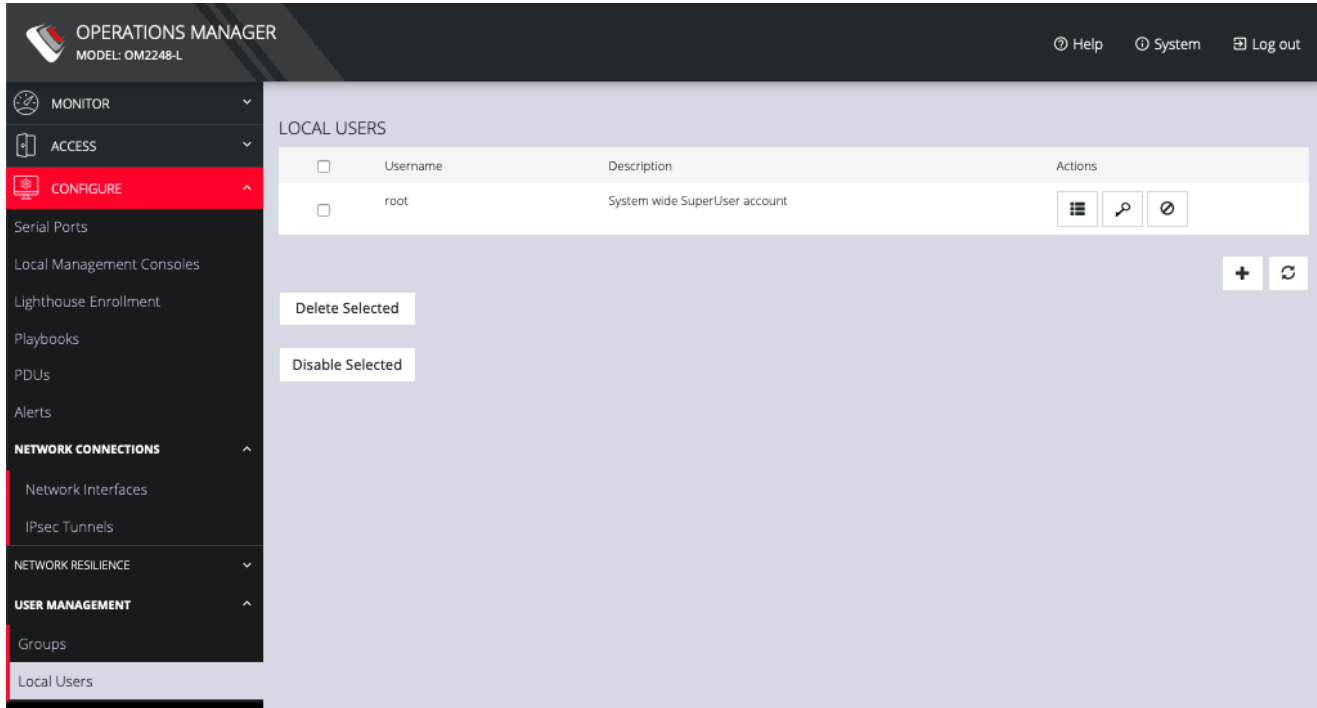 OPERATIONS MANAGER
MODEL: OM2248-L
Help
System
Log out
MONITOR
ACCESS
CONFIGURE
Serial Ports
Local Management Consoles
Lighthouse Enrollment
Playbooks
PDUs
Alerts
NETWORK CONNECTIONS
Network Interfaces
IPsec Tunnels
NETWORK RESILIENCE
USER MANAGEMENT
Groups
Local Users
LOCAL USERS
Username Description Actions
root System wide SuperUser account
Delete Selected
Disable Selected